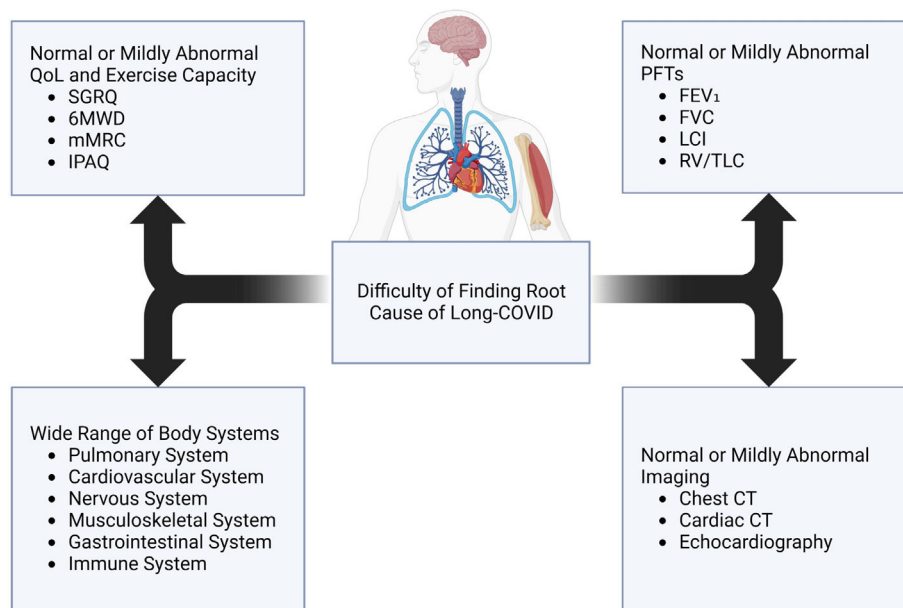 Normal or Mildly Abnormal
QoL and Exercise Capacity
• SGRQ
• 6MWD
• mMRC
• IPAQ
Normal or Mildly Abnormal
PFTs
• FEV₁
• FVC
• LCI
• RV/TLC
Difficulty of Finding Root
Cause of Long-COVID
Wide Range of Body Systems
• Pulmonary System
• Cardiovascular System
• Nervous System
• Musculoskeletal System
• Gastrointestinal System
• Immune System
Normal or Mildly Abnormal
Imaging
• Chest CT
• Cardiac CT
• Echocardiography